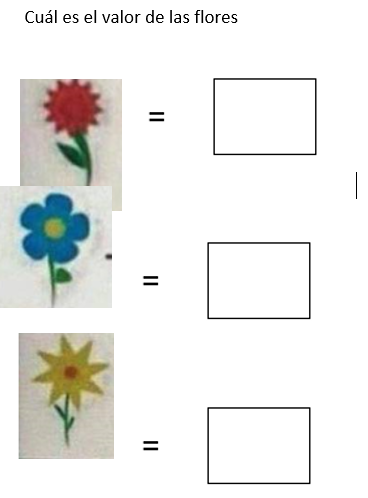 Cuál es el valor de las flores
=
=
=